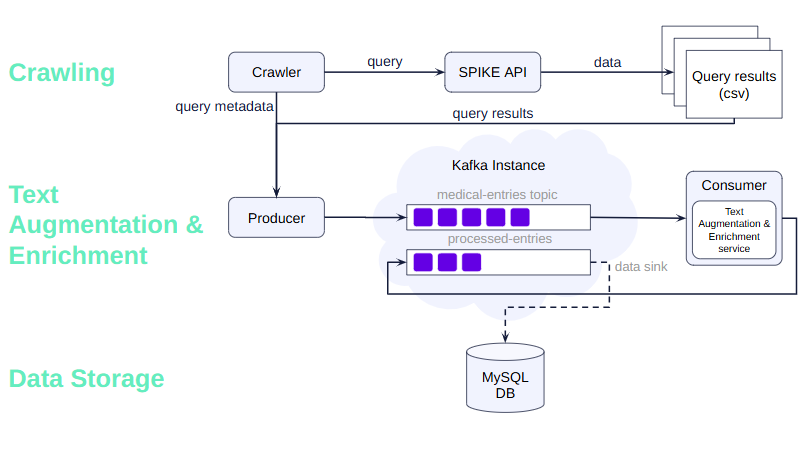 Crawling
Crawler
query
SPIKE API
data
Query results
(csv)
query metadata
query results
Text
Augmentation &
Enrichment
Producer
Kafka Instance
medical-entries topic
processed-entries
data sink
Consumer
Text
Augmentation &
Enrichment
service
Data Storage
MySQL
DB